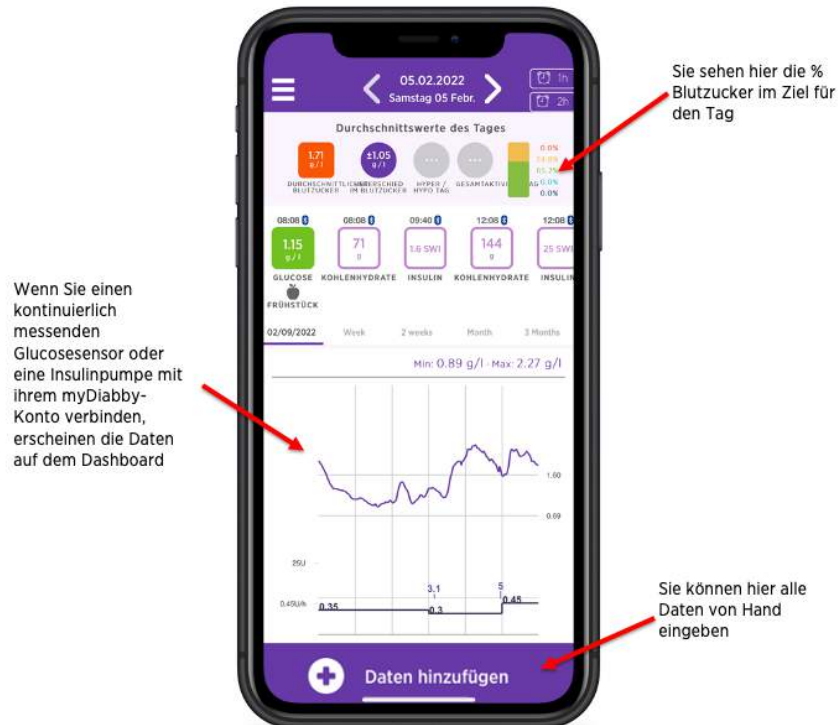 05.02.2022
Samstag 05 Febr.
1h
2h
Sie sehen hier die %
Blutzucker im Ziel für
den Tag
Durchschnittswerte des Tages
1.71
g/l
±1.05
g/l
...
...
0.0%
65.2%
0.0%
0.0%
BLUTZUCKER
IM BLUTZUCKER
HYPER /
HYPO TAG
08:08
08:08
09:40
12:08
12:08
1.15
g/l
71
g
1.6 SWI
144
g
25 SWI
GLUCOSE
KOHLENHYDRATE
INSULIN
KOHLENHYDRATE
INSULIN
FRÜHSTÜCK
Wenn Sie einen
kontinuierlich
messenden
Glucosesensor oder
eine Insulinpumpe mit
ihrem myDiabby-
Konto verbinden,
erscheinen die Daten
auf dem Dashboard
02/09/2022
Week
2 weeks
Month
3 Months
Min: 0.89 g/l - Max: 2.27 g/l
1.60
0.69
25U
3.1
5
0.45U/h
0.35
0.3
0.45
Sie können hier alle
Daten von Hand
eingeben
Daten hinzufügen